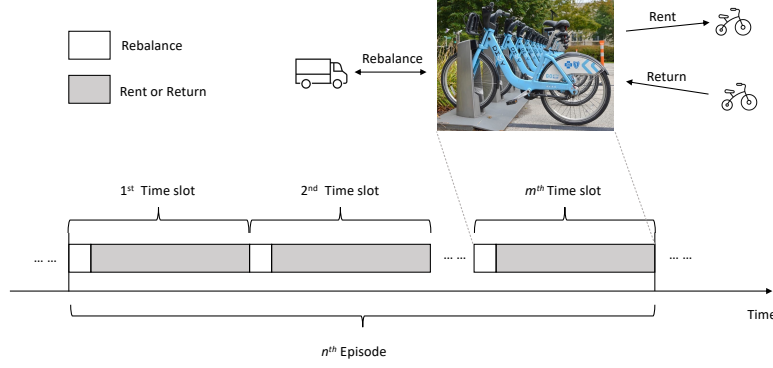 Rebalance
Rent or Return
Rebalance
Rent
Return
1st Time slot
2nd Time slot
mth Time slot
... ...
... ...
... ...
Time
nth Episode